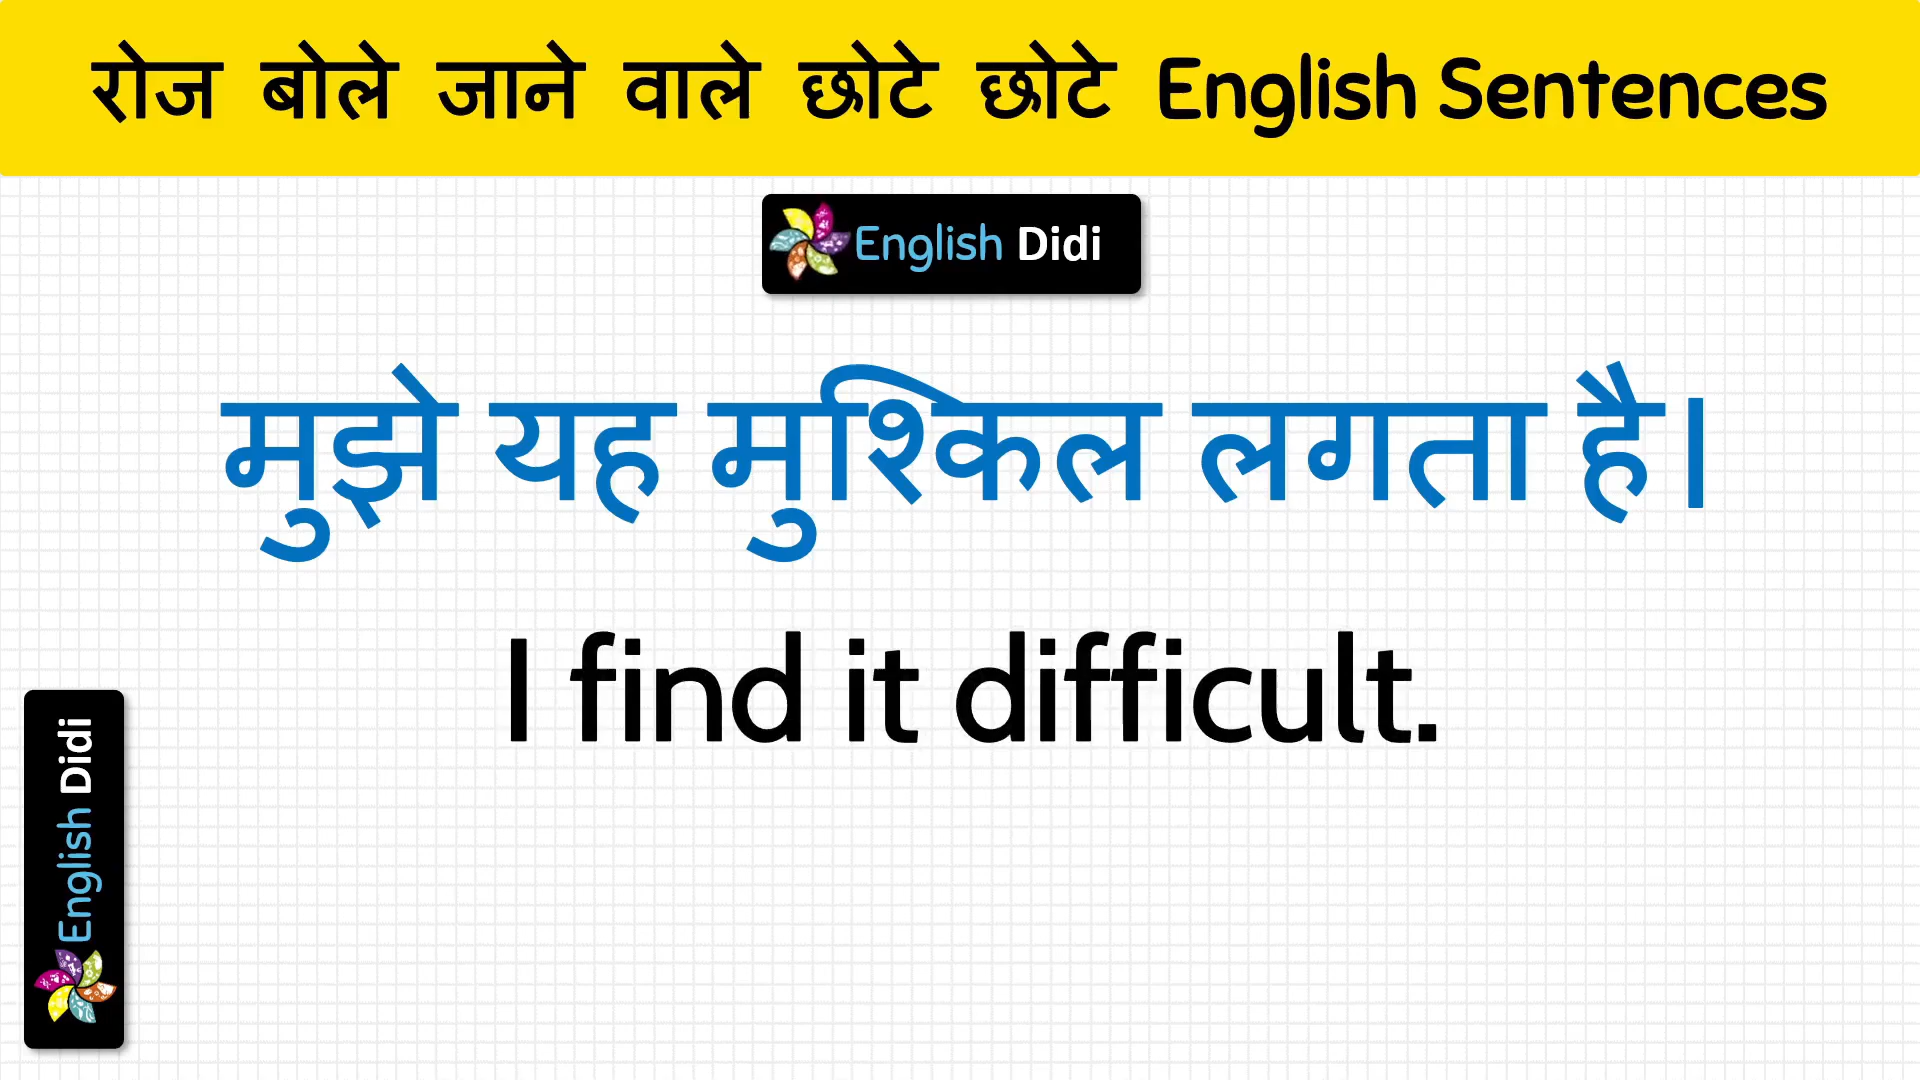 रोज बोले जाने वाले छोटे छोटे English Sentences
English Didi
मुझे यह मुश्किल लगता है।
I find it difficult.
English Didi